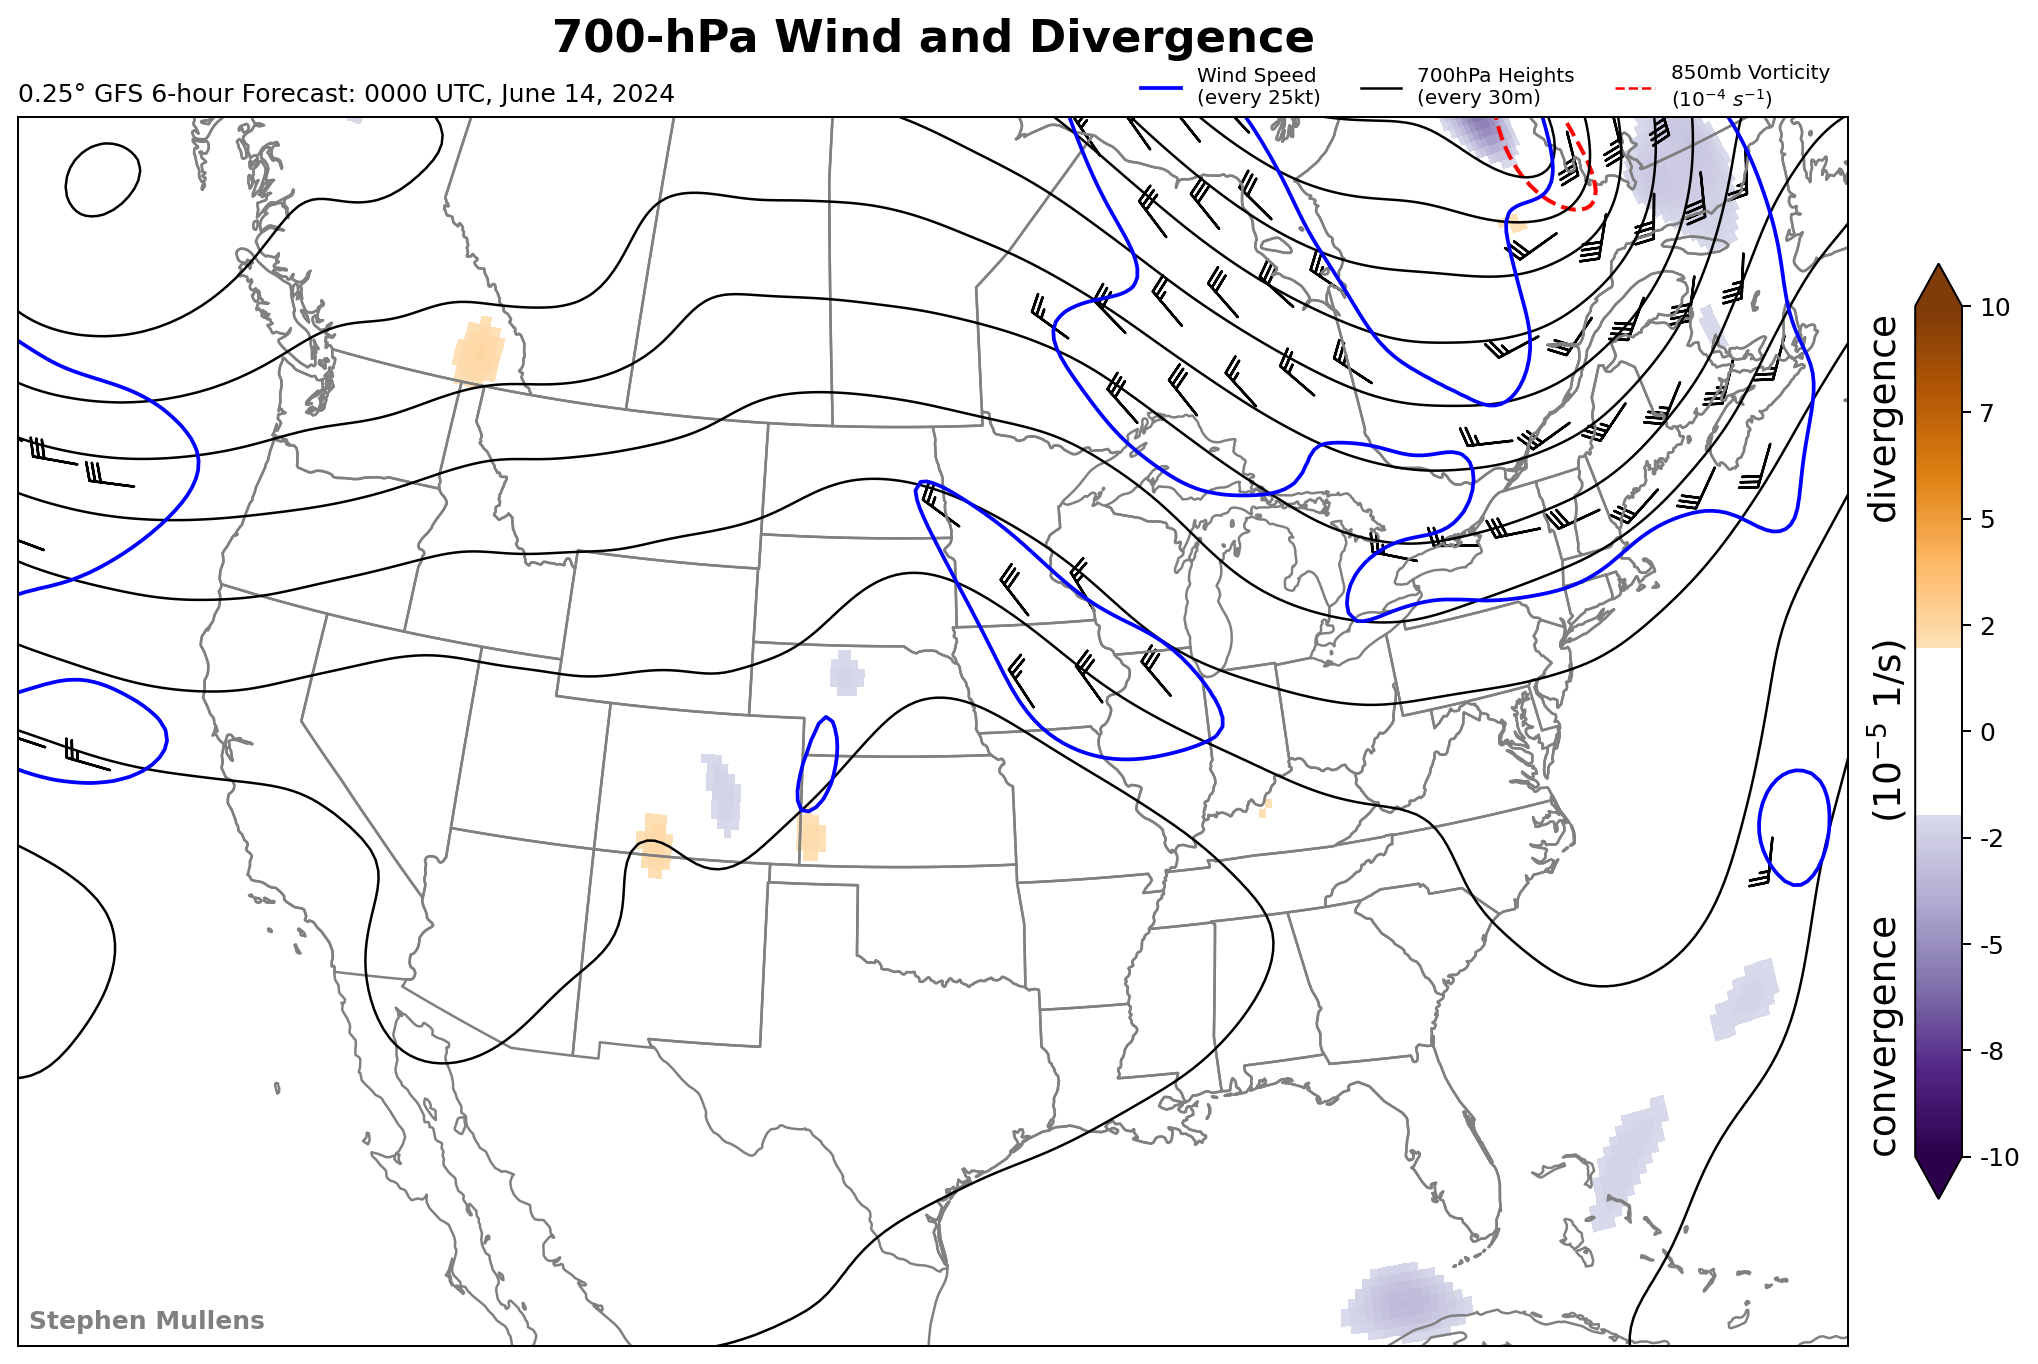 700-hPa Wind and Divergence
0.25° GFS 6-hour Forecast: 0000 UTC, June 14, 2024
Wind Speed
(every 25kt)
700hPa Heights
(every 30m)
850mb Vorticity
(10⁻⁴ s⁻¹)
10
7
5
2
0
-2
-5
-8
-10
convergence (10⁻⁵ 1/s) divergence
Stephen Mullens